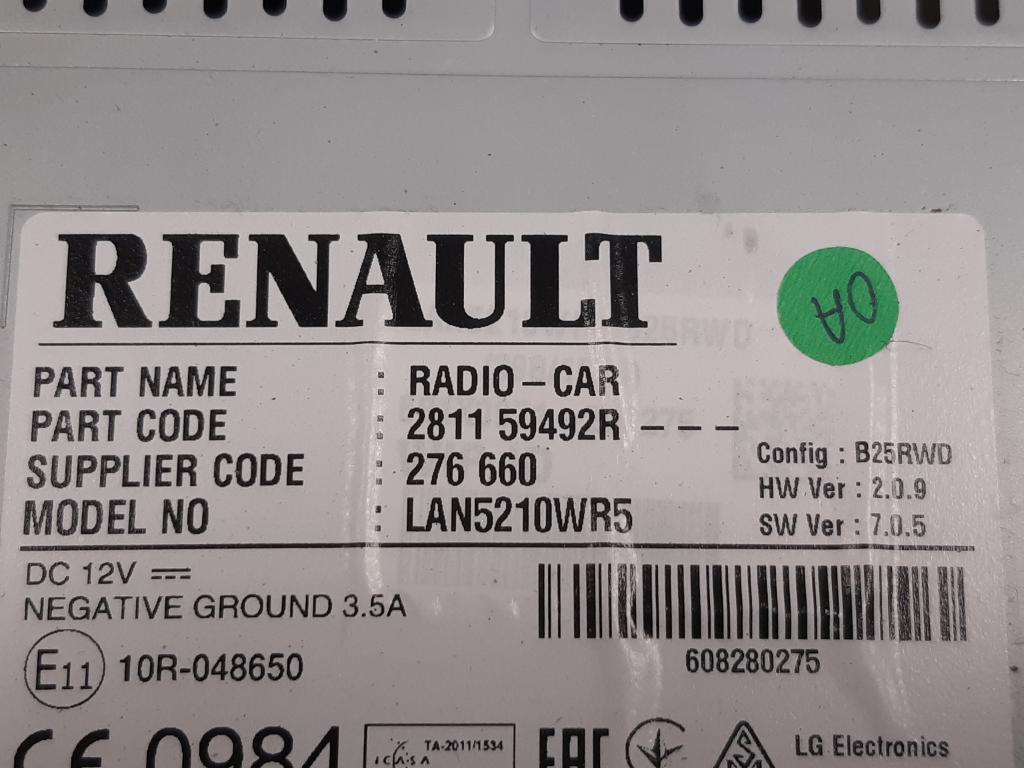 RENAULT
OA
PART NAME : RADIO-CAR
PART CODE : 2811 59492R ---
SUPPLIER CODE : 276 660
MODEL NO : LAN5210WR5
Config : B25RWD
HW Ver : 2.0.9
SW Ver : 7.0.5
DC 12V
NEGATIVE GROUND 3.5A
E11 10R-048650
608280275
CE 0984
TA-2011/1534
ICASA
EAC
LG Electronics